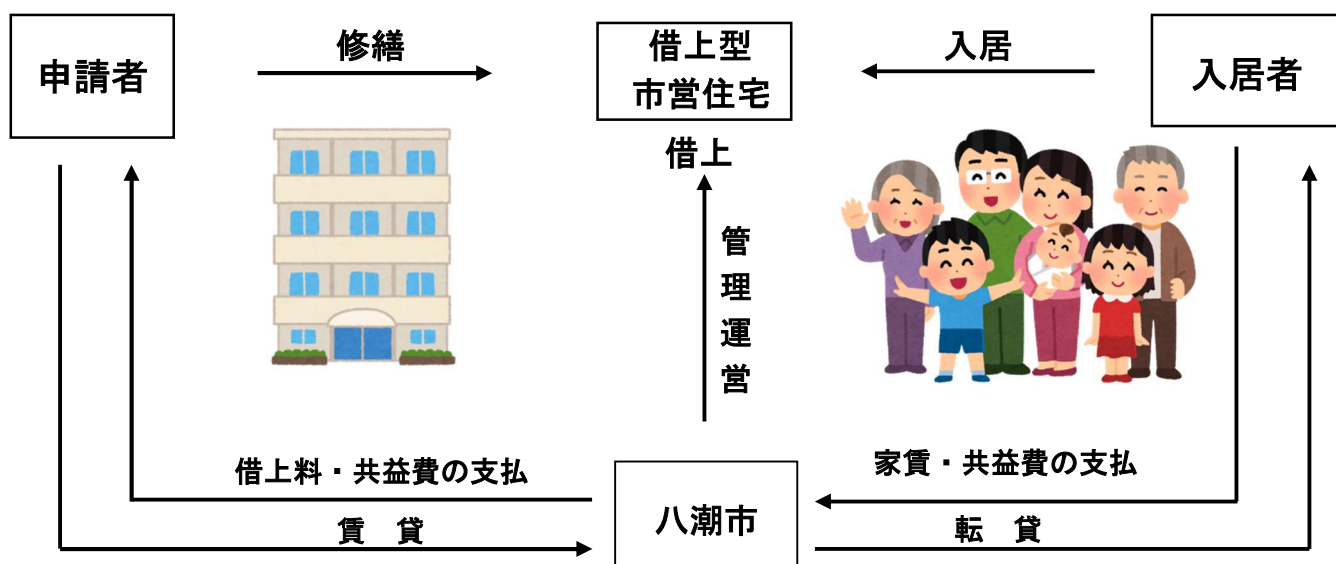 申請者
修繕
借上型
市営住宅
入居
入居者
借上
管理運営
借上料・共益費の支払
家賃・共益費の支払
八潮市
賃　貸
転　貸